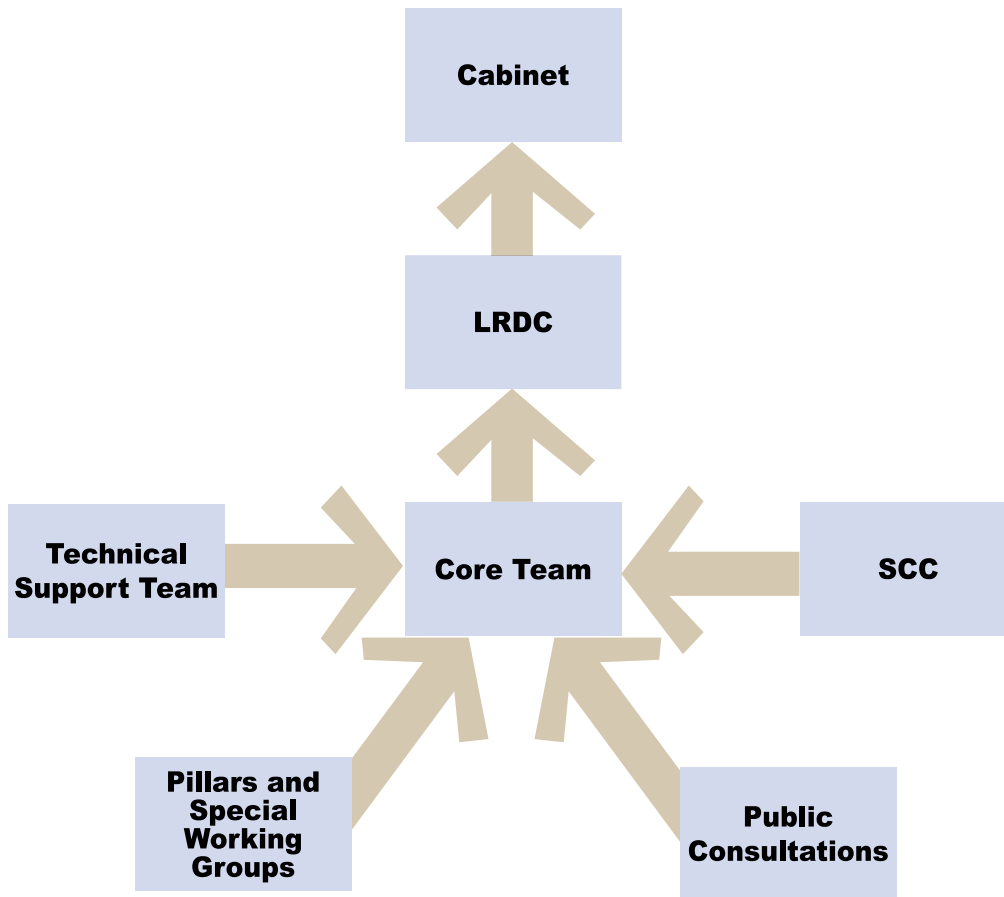 Cabinet
LRDC
Technical
Support Team
Core Team
SCC
Pillars and
Special
Working
Groups
Public
Consultations